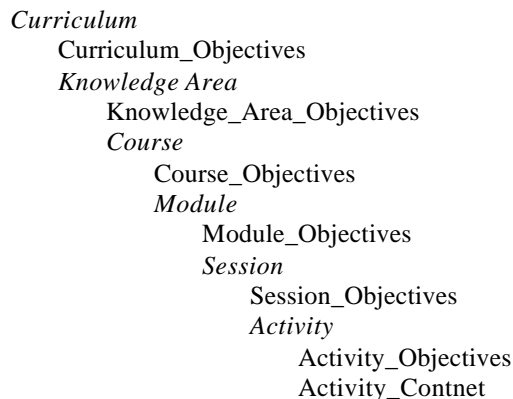 Curriculum
Curriculum_Objectives
Knowledge Area
Knowledge_Area_Objectives
Course
Course_Objectives
Module
Module_Objectives
Session
Session_Objectives
Activity
Activity_Objectives
Activity_Contnet